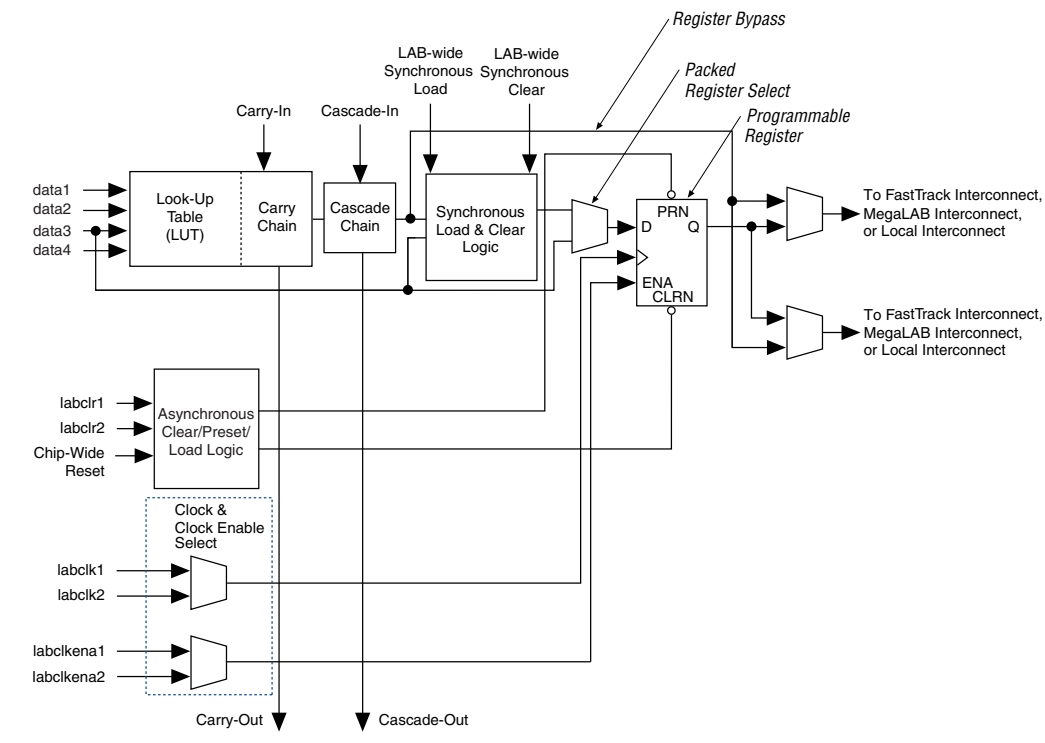 Register Bypass
LAB-wide
Synchronous
Load
LAB-wide
Synchronous
Clear
Packed
Register Select
Programmable
Register
Carry-In
Cascade-In
data1
data2
data3
data4
Look-Up
Table
(LUT)
Carry
Chain
Cascade
Chain
Synchronous
Load & Clear
Logic
PRN
D
Q
ENA
CLRN
To FastTrack Interconnect,
MegaLAB Interconnect,
or Local Interconnect
To FastTrack Interconnect,
MegaLAB Interconnect,
or Local Interconnect
labclr1
labclr2
Chip-Wide
Reset
Asynchronous
Clear/Preset/
Load Logic
Clock &
Clock Enable
Select
labclk1
labclk2
labclkena1
labclkena2
Carry-Out
Cascade-Out